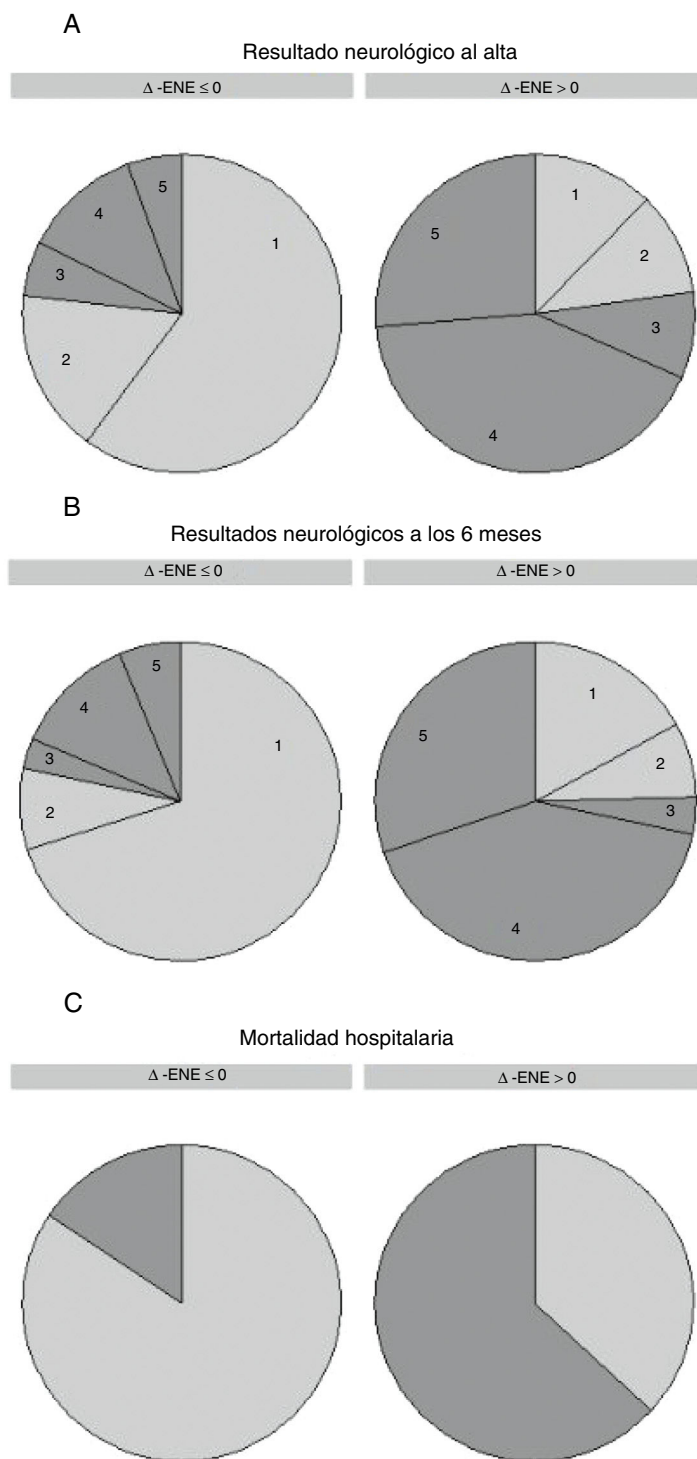 A
Resultado neurológico al alta
Δ -ENE ≤ 0
Δ -ENE > 0
5
4
3
2
1
1
2
3
4
5
B
Resultados neurológicos a los 6 meses
Δ -ENE ≤ 0
Δ -ENE > 0
5
4
3
2
1
1
2
3
4
5
C
Mortalidad hospitalaria
Δ -ENE ≤ 0
Δ -ENE > 0